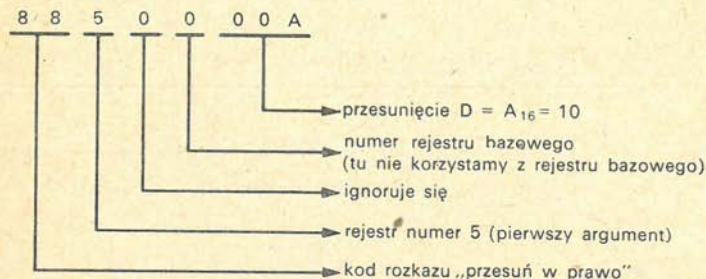 8 8 5 0 0 0 0 A
przesunięcie D = A₁₆ = 10
numer rejestru bazowego
(tu nie korzystamy z rejestru bazowego)
ignoruje się
rejestr numer 5 (pierwszy argument)
kod rozkazu „przesuń w prawo"